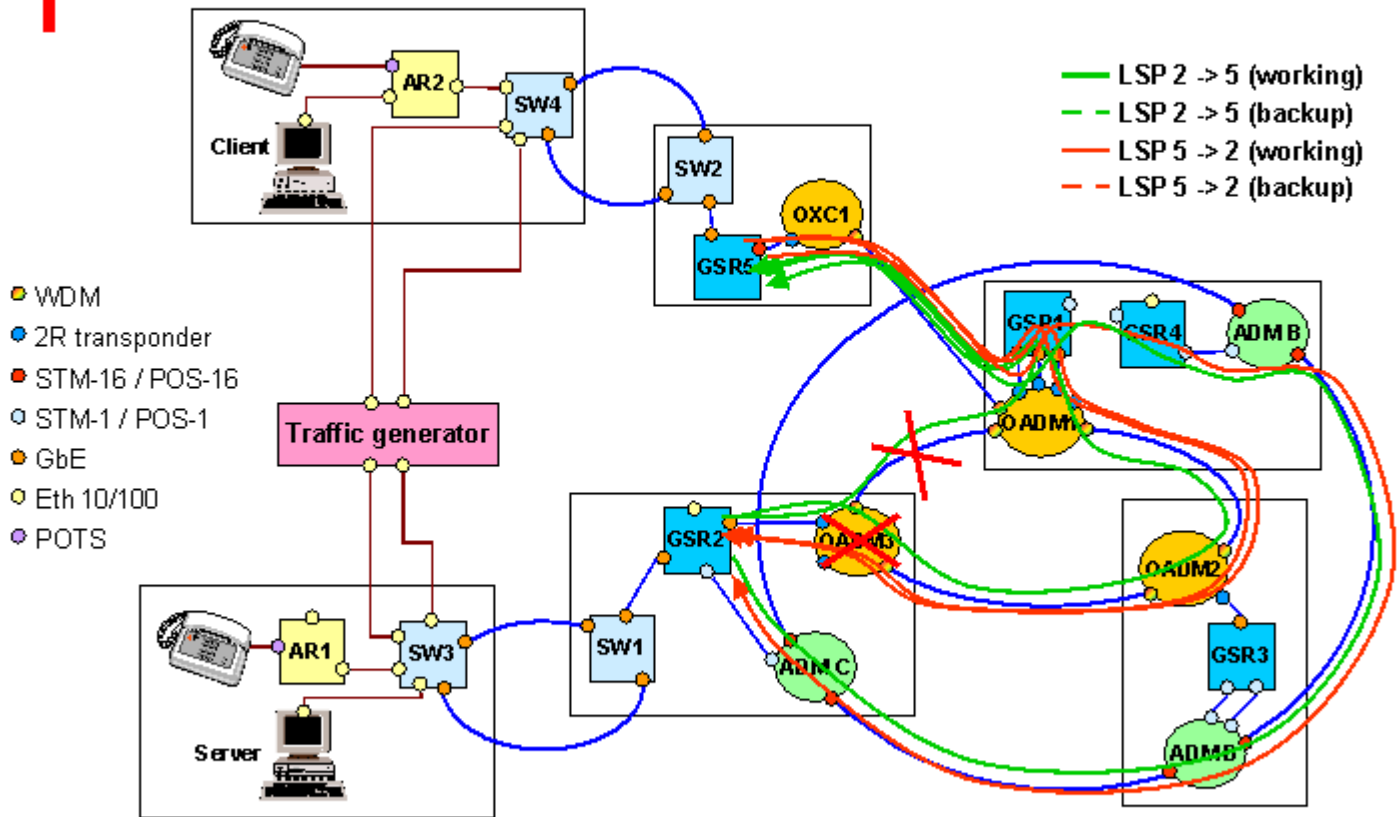 AR2
SW4
Client
LSP 2 -> 5 (working)
LSP 2 -> 5 (backup)
LSP 5 -> 2 (working)
LSP 5 -> 2 (backup)
SW2
OXC1
GSR5
WDM
2R transponder
STM-16 / POS-16
STM-1 / POS-1
GbE
Eth 10/100
POTS
GSR1
GSR4
ADM B
OADM1
Traffic generator
GSR2
OADM3
OADM2
SW1
ADM C
GSR3
ADM B
AR1
SW3
Server